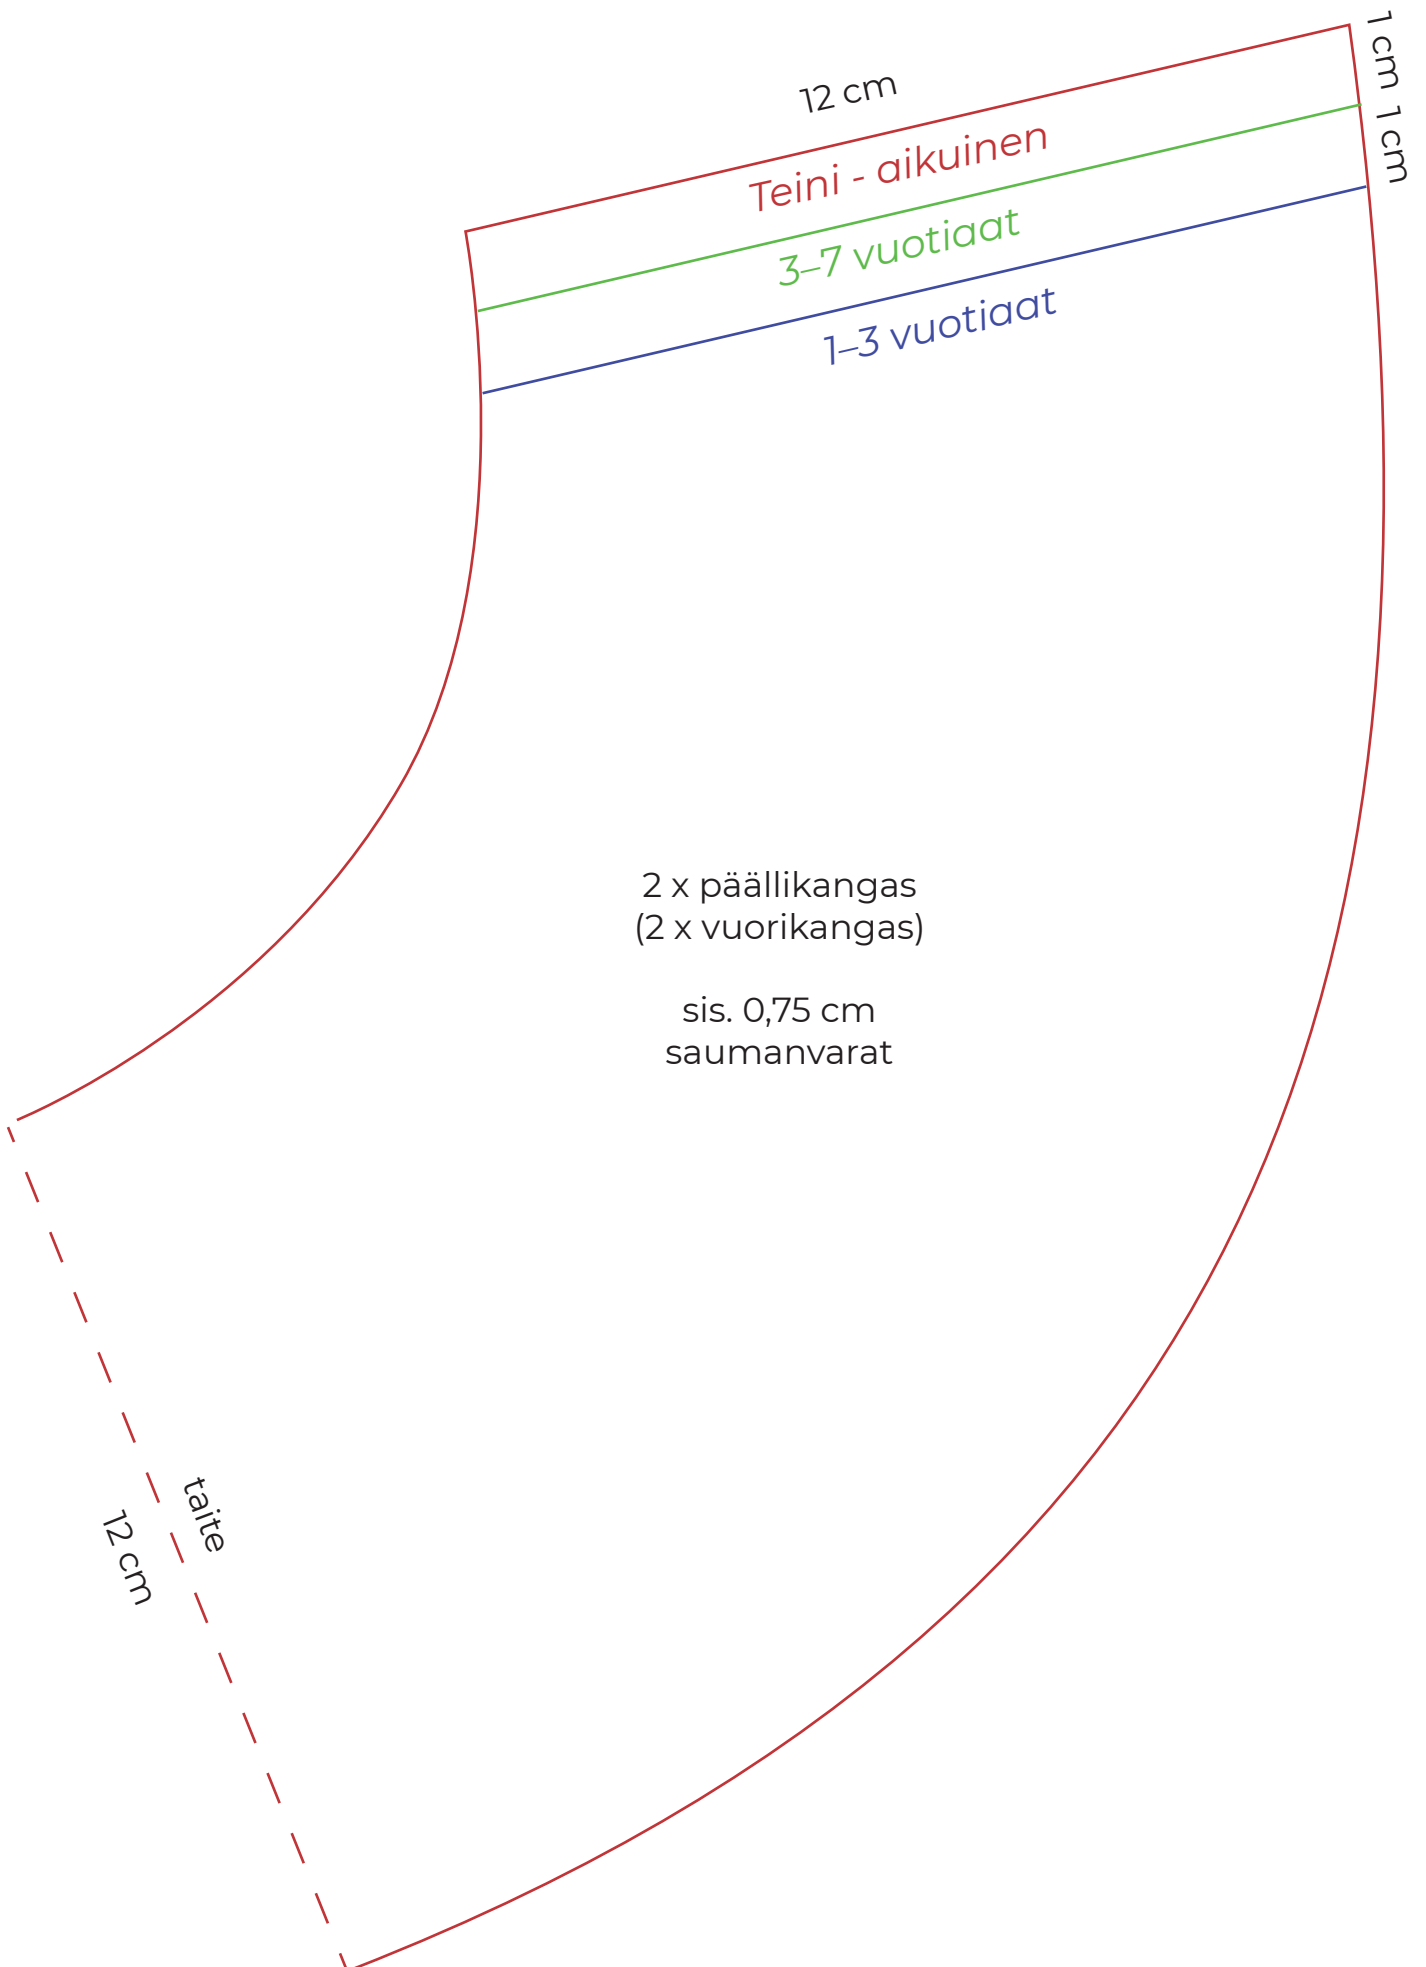 1 cm
12 cm
1 cm
Teini - aikuinen
3–7 vuotiaat
1–3 vuotiaat
2 x päällikangas
(2 x vuorikangas)
sis. 0,75 cm
saumanvarat
taite
12 cm